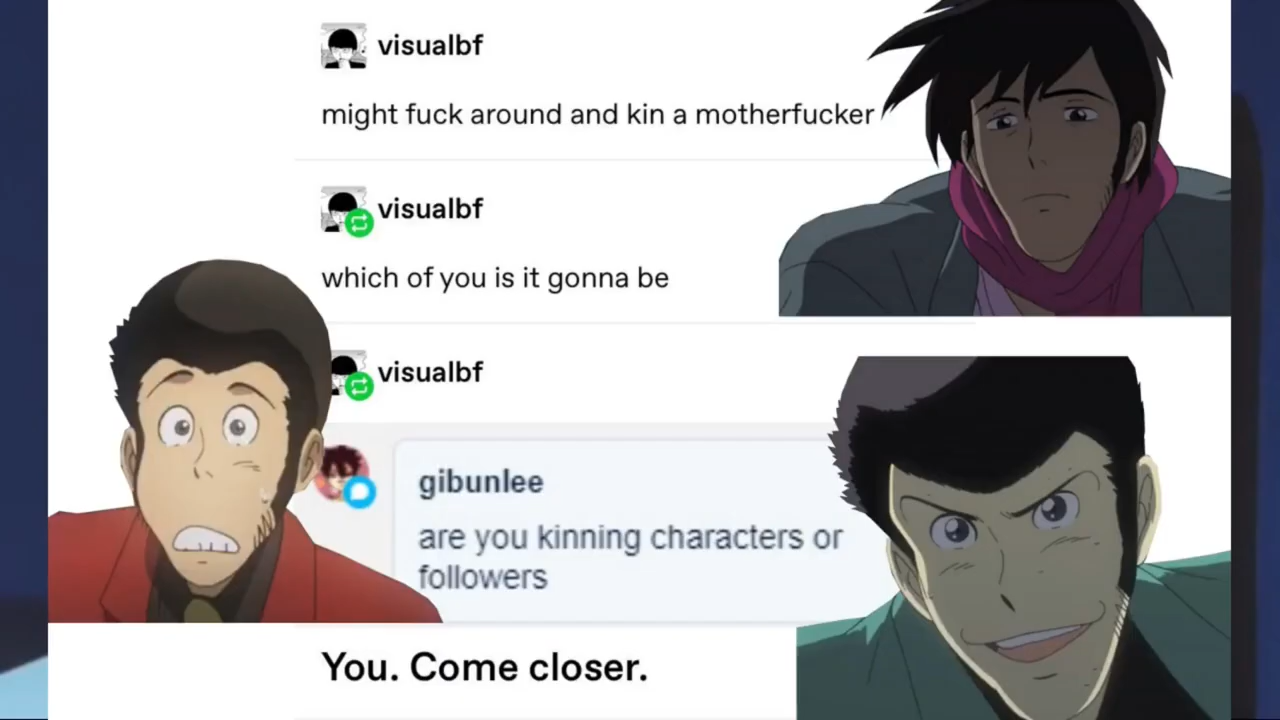 visualbf
might fuck around and kin a motherfucker
visualbf
which of you is it gonna be
visualbf
gibunlee
are you kinning characters or
followers
You. Come closer.